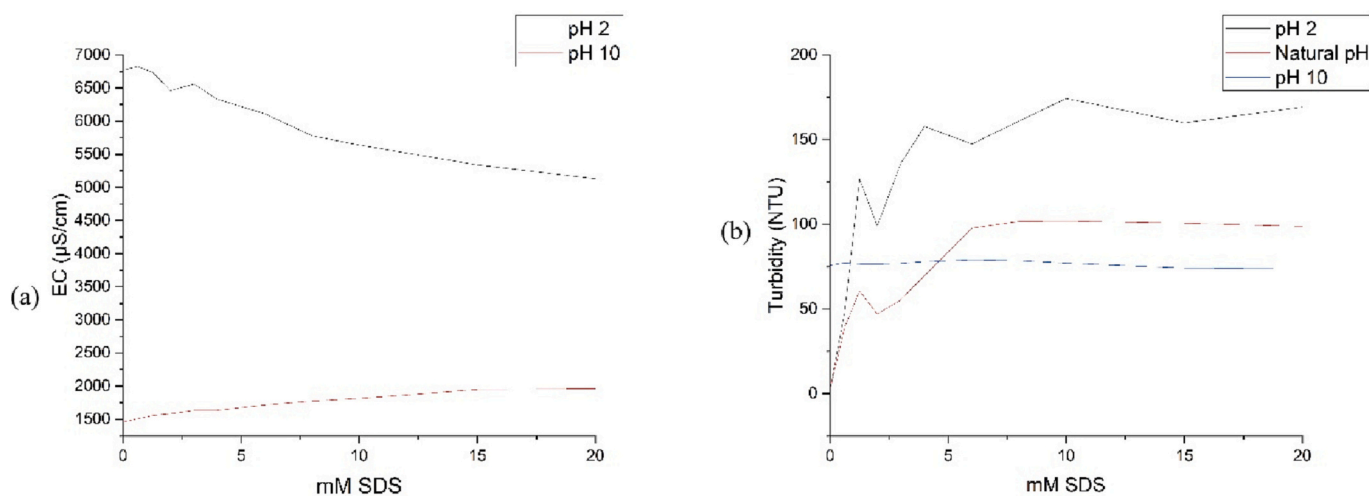 pH 2
pH 10
7000
6500
6000
5500
5000
4500
4000
3500
3000
2500
2000
1500
EC (µS/cm)
0 5 10 15 20
mM SDS
(a)
pH 2
Natural pH
pH 10
200
150
100
50
0
Turbidity (NTU)
0 5 10 15 20
mM SDS
(b)